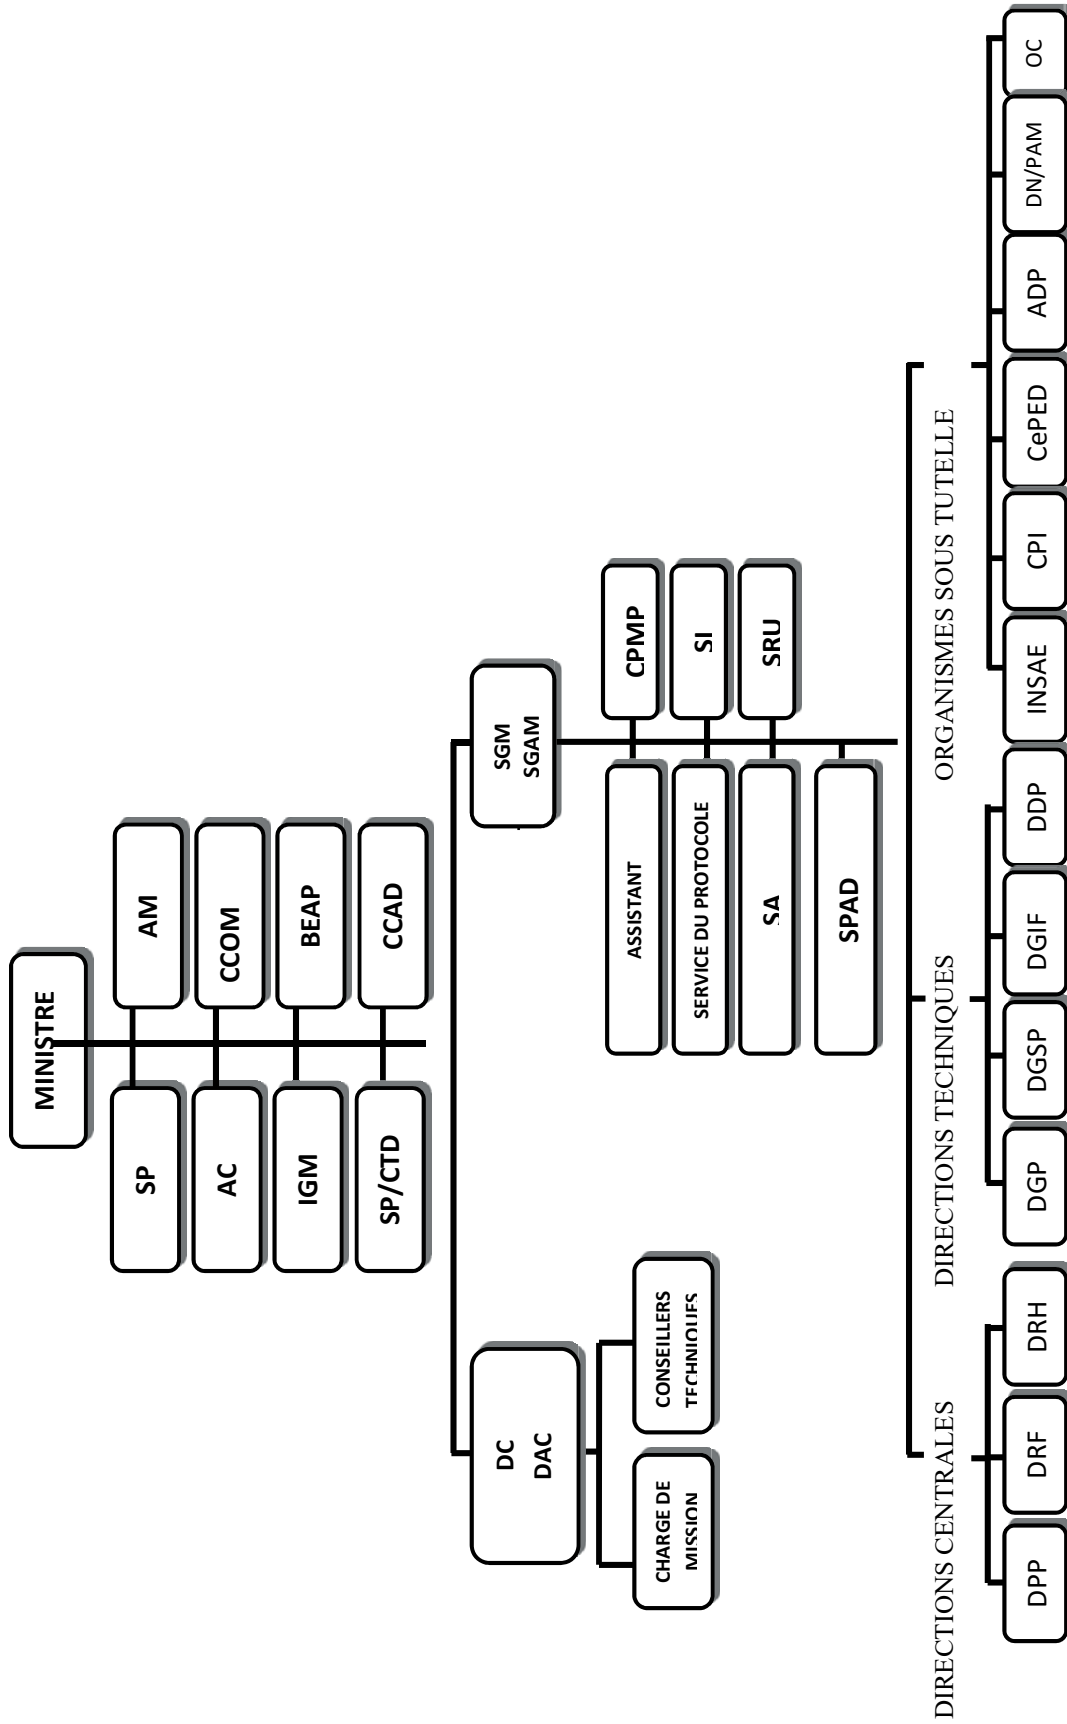 MINISTRE
SP
AM
AC
CCOM
IGM
BEAP
SP/CTD
CCAD
DC
DAC
SGM
SGAM
CHARGE DE
MISSION
CONSEILLERS
TECHNIQUES
ASSISTANT
CPMP
SERVICE DU PROTOCOLE
SI
SA
SRU
SPAD
DIRECTIONS CENTRALES
DIRECTIONS TECHNIQUES
ORGANISMES SOUS TUTELLE
DPP
DRF
DRH
DGP
DGSP
DGIF
DDP
INSAE
CPI
CePED
ADP
DN/PAM
OC